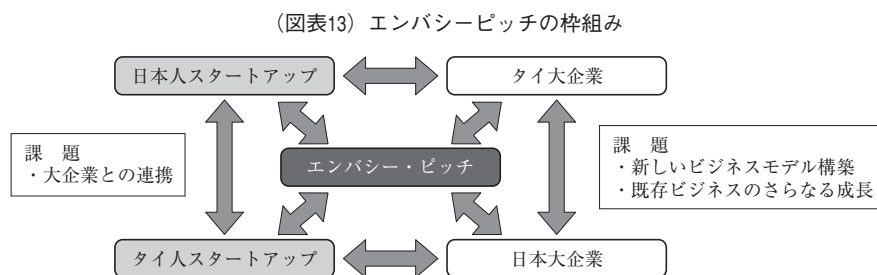 （図表13）エンバシーピッチの枠組み
日本人スタートアップ
タイ大企業
課　題
・大企業との連携
エンバシー・ピッチ
課　題
・新しいビジネスモデル構築
・既存ビジネスのさらなる成長
タイ人スタートアップ
日本大企業